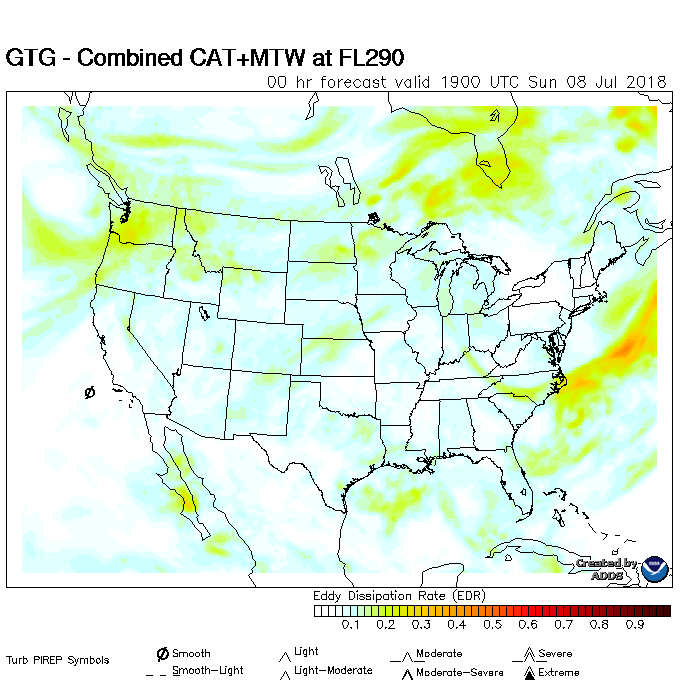 GTG - Combined CAT+MTW at FL290
00 hr forecast valid 1900 UTC Sun 08 Jul 2018
Created by
ADDS
Eddy Dissipation Rate (EDR)
0.1 0.2 0.3 0.4 0.5 0.6 0.7 0.8 0.9
Turb PIREP Symbols
Smooth
Light
Moderate
Severe
Smooth-Light
Light-Moderate
Moderate-Severe
Extreme